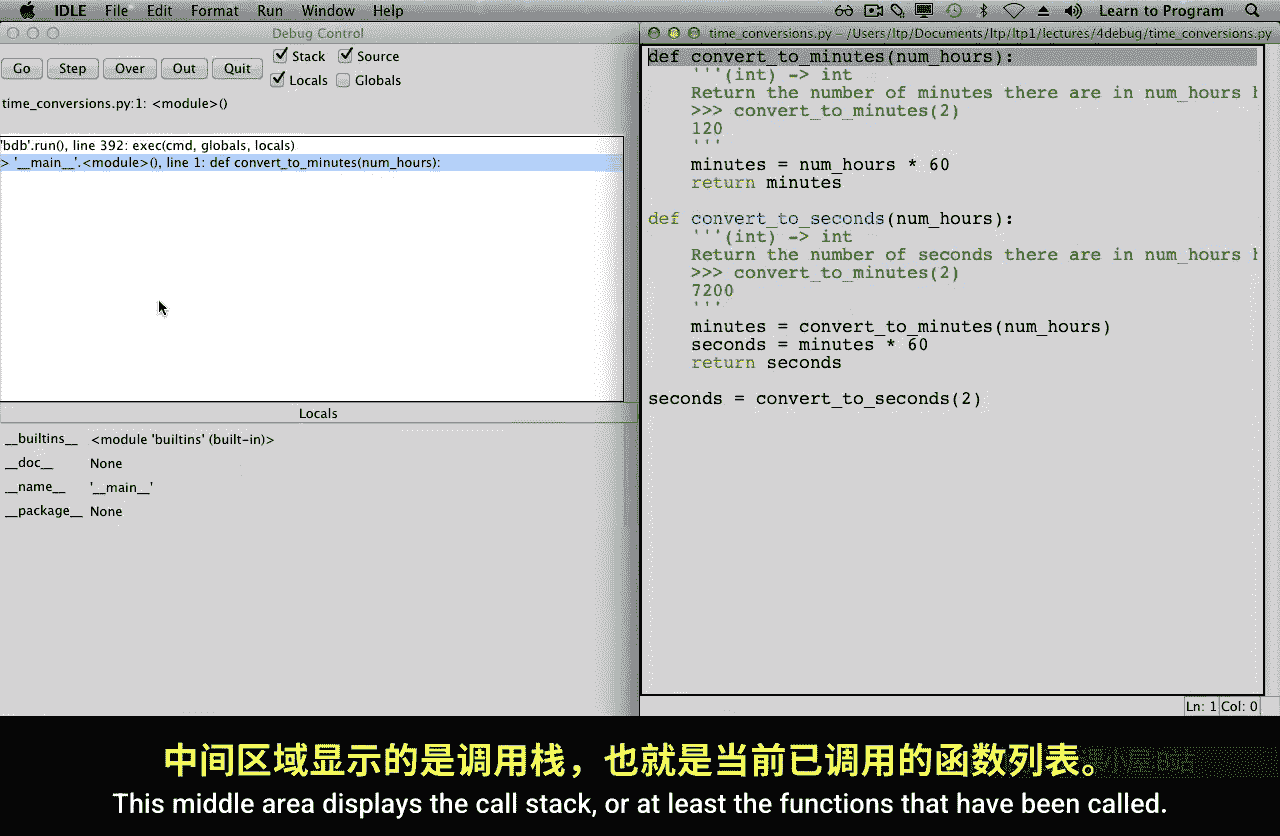 IDLE File Edit Format Run Window Help Learn to Program
Debug Control
Go Step Over Out Quit
Stack Source
Locals Globals
time_conversions.py:1: <module>()
'bdb'.run(), line 392: exec(cmd, globals, locals)
> '__main__'.<module>(), line 1: def convert_to_minutes(num_hours):
Locals
__builtins__ <module 'builtins' (built-in)>
__doc__ None
__name__ '__main__'
__package__ None
time_conversions.py – /Users/ltp/Documents/ltp/ltp1/lectures/4debug/time_conversions.py
def convert_to_minutes(num_hours):
'''(int) -> int
Return the number of minutes there are in num_hours
>>> convert_to_minutes(2)
120
'''
minutes = num_hours * 60
return minutes
def convert_to_seconds(num_hours):
'''(int) -> int
Return the number of seconds there are in num_hours
>>> convert_to_minutes(2)
7200
'''
minutes = convert_to_minutes(num_hours)
seconds = minutes * 60
return seconds
seconds = convert_to_seconds(2)
Ln: 1 Col: 0
中间区域显示的是调用栈，也就是当前已调用的函数列表。
This middle area displays the call stack, or at least the functions that have been called.